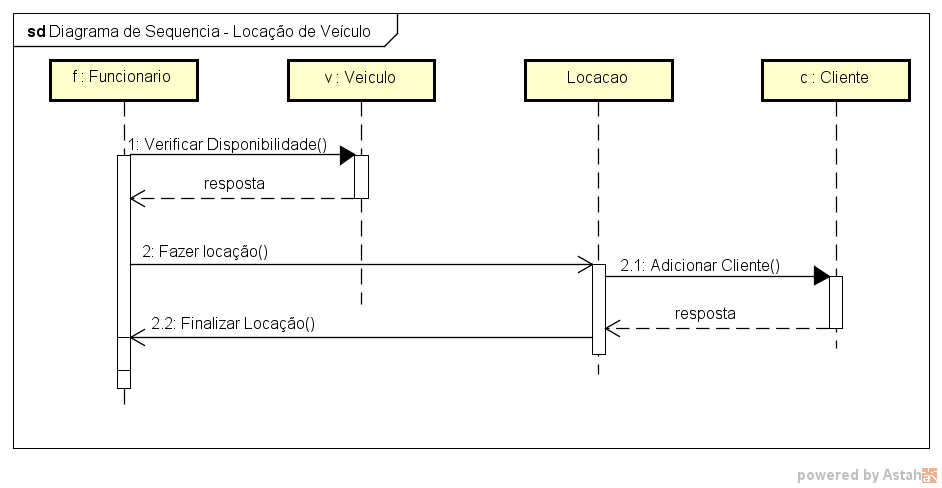 sd Diagrama de Sequencia - Locação de Veículo
f : Funcionario
v : Veiculo
Locacao
c : Cliente
1: Verificar Disponibilidade()
resposta
2: Fazer locação()
2.1: Adicionar Cliente()
resposta
2.2: Finalizar Locação()
powered by Astah